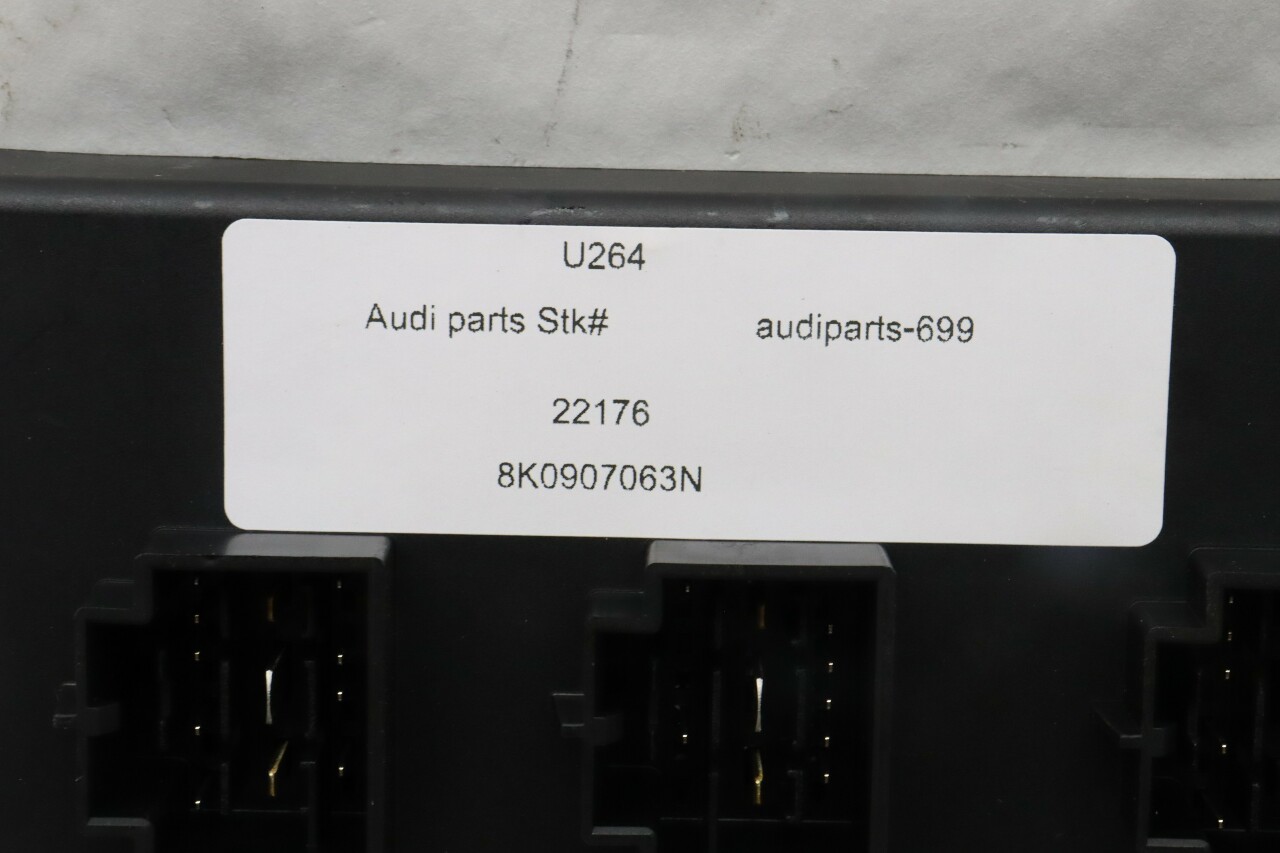 U264
Audi parts Stk# audiparts-699
22176
8K0907063N